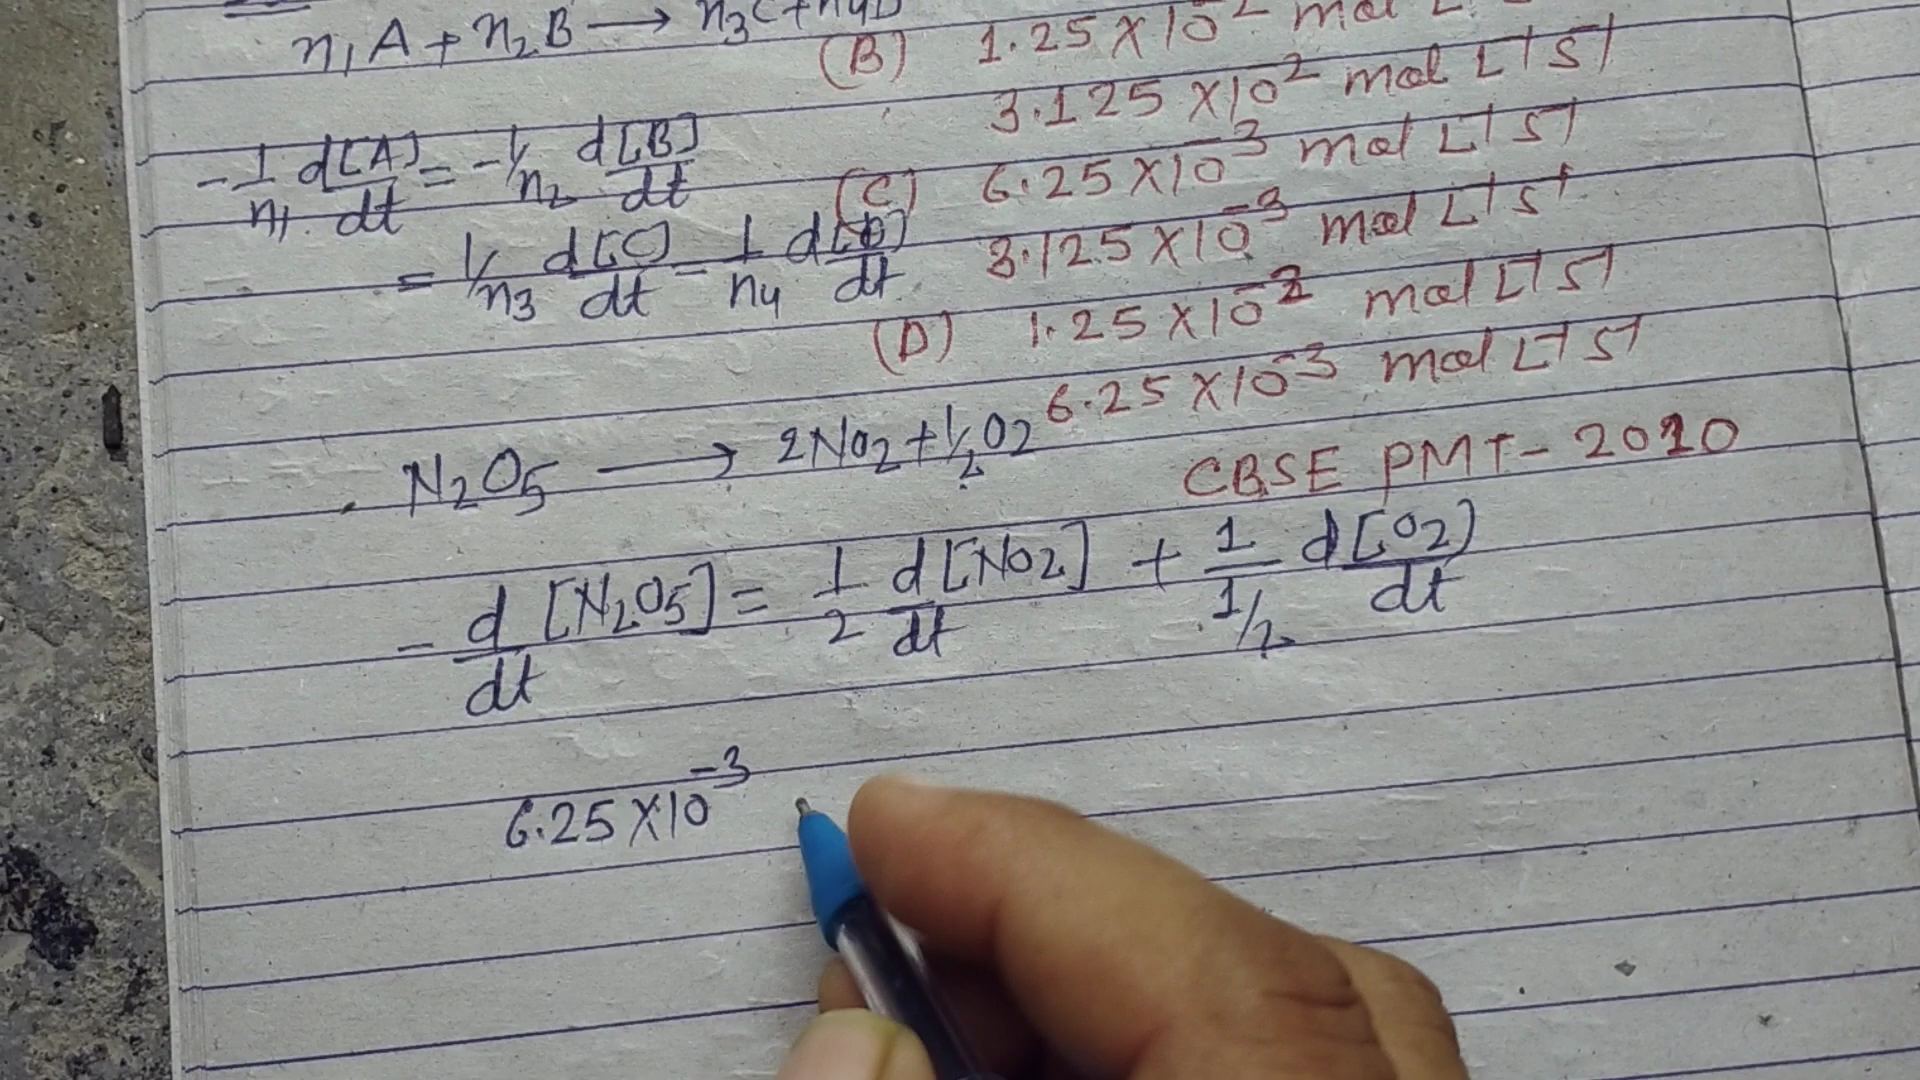 n₁A + n₂B → n₃C + n₄D
(B) 1.25 × 10⁻² mol L⁻¹
3.125 × 10⁻² mol L⁻¹ S⁻¹
-1/n₁ d[A]/dt = -1/n₂ d[B]/dt
(C) 6.25 × 10⁻³ mol L⁻¹ S⁻¹
= 1/n₃ d[C]/dt = 1/n₄ d[D]/dt
3.125 × 10⁻³ mol L⁻¹ S⁻¹
(D) 1.25 × 10⁻² mol L⁻¹ S⁻¹
6.25 × 10⁻³ mol L⁻¹ S⁻¹
N₂O₅ → 2NO₂ + 1/2 O₂
CBSE PMT - 2010
- d/dt [N₂O₅] = 1/2 d[NO₂]/dt + 1/(1/2) d[O₂)/dt
6.25 × 10⁻³